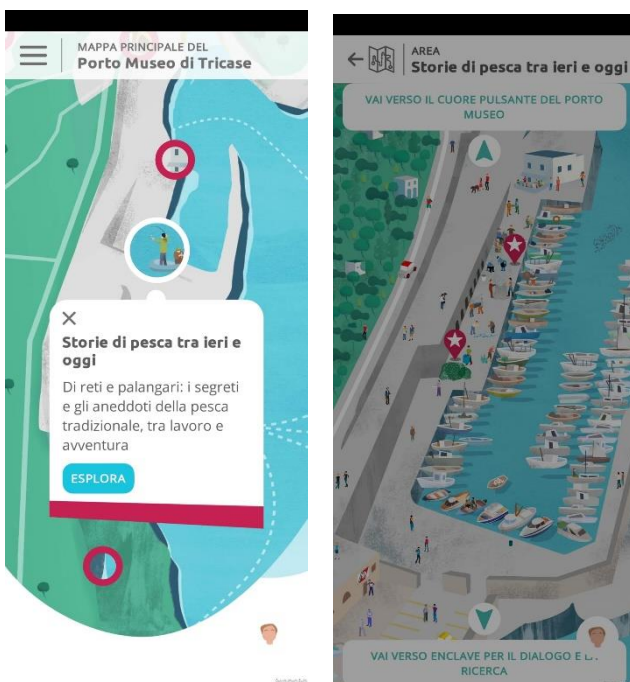 MAPPA PRINCIPALE DEL
Porto Museo di Tricase
Storie di pesca tra ieri e
oggi
Di reti e palangari: i segreti
e gli aneddoti della pesca
tradizionale, tra lavoro e
avventura
ESPLORA
AREA
Storie di pesca tra ieri e oggi
VAI VERSO IL CUORE PULSANTE DEL PORTO
MUSEO
VAI VERSO ENCLAVE PER IL DIALOGO E
RICERCA